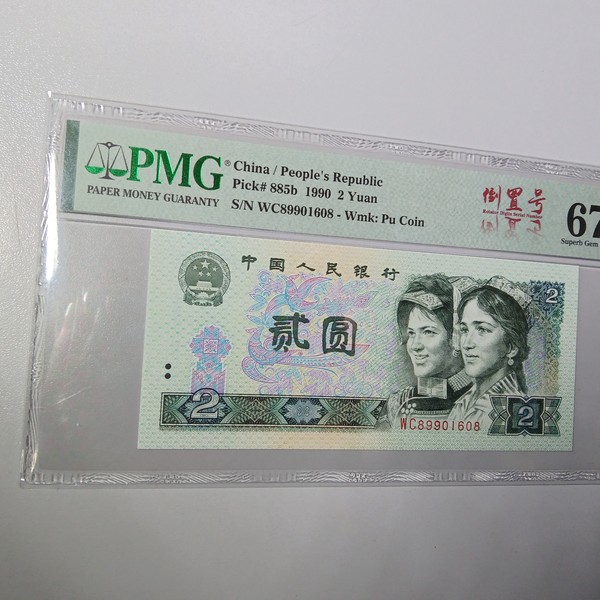 PMG®
PAPER MONEY GUARANTY
China / People's Republic
Pick# 885b 1990 2 Yuan
S/N WC89901608 - Wmk: Pu Coin
倒置号
67
Superb Gem
中国人民银行
贰圆
2
2
2
WC89901608